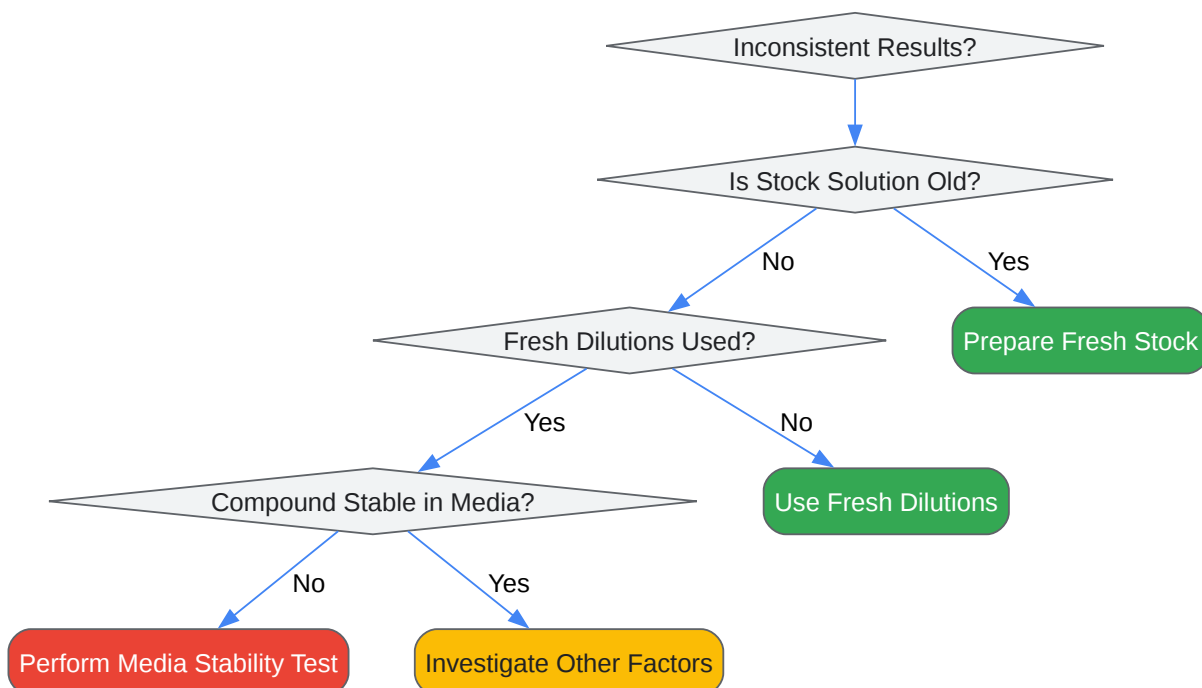 Inconsistent Results?
Is Stock Solution Old?
No
Yes
Fresh Dilutions Used?
Prepare Fresh Stock
Yes
No
Compound Stable in Media?
Use Fresh Dilutions
No
Yes
Perform Media Stability Test
Investigate Other Factors